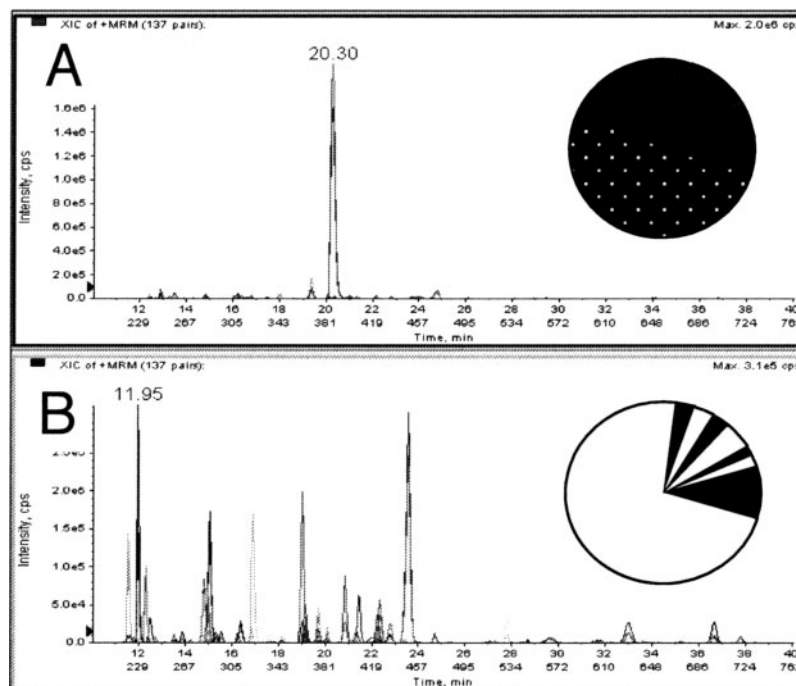 XIC of +MRM (137 pairs): Max. 2.0e6 cps
A
20.30
1.6e6
1.4e6
1.2e6
1.0e6
8.0e5
6.0e5
4.0e5
2.0e5
0.0
Intensity, cps
12 14 16 18 20 22 24 26 28 30 32 34 36 38 40
229 267 305 343 381 419 457 495 534 572 610 648 686 724 762
Time, min
XIC of +MRM (137 pairs): Max. 3.1e5 cps
B
11.95
2.0e5
1.5e5
1.0e5
5.0e4
0.0
Intensity, cps
12 14 16 18 20 22 24 26 28 30 32 34 36 38 40
229 267 305 343 381 419 457 495 534 572 610 648 686 724 762
Time, min